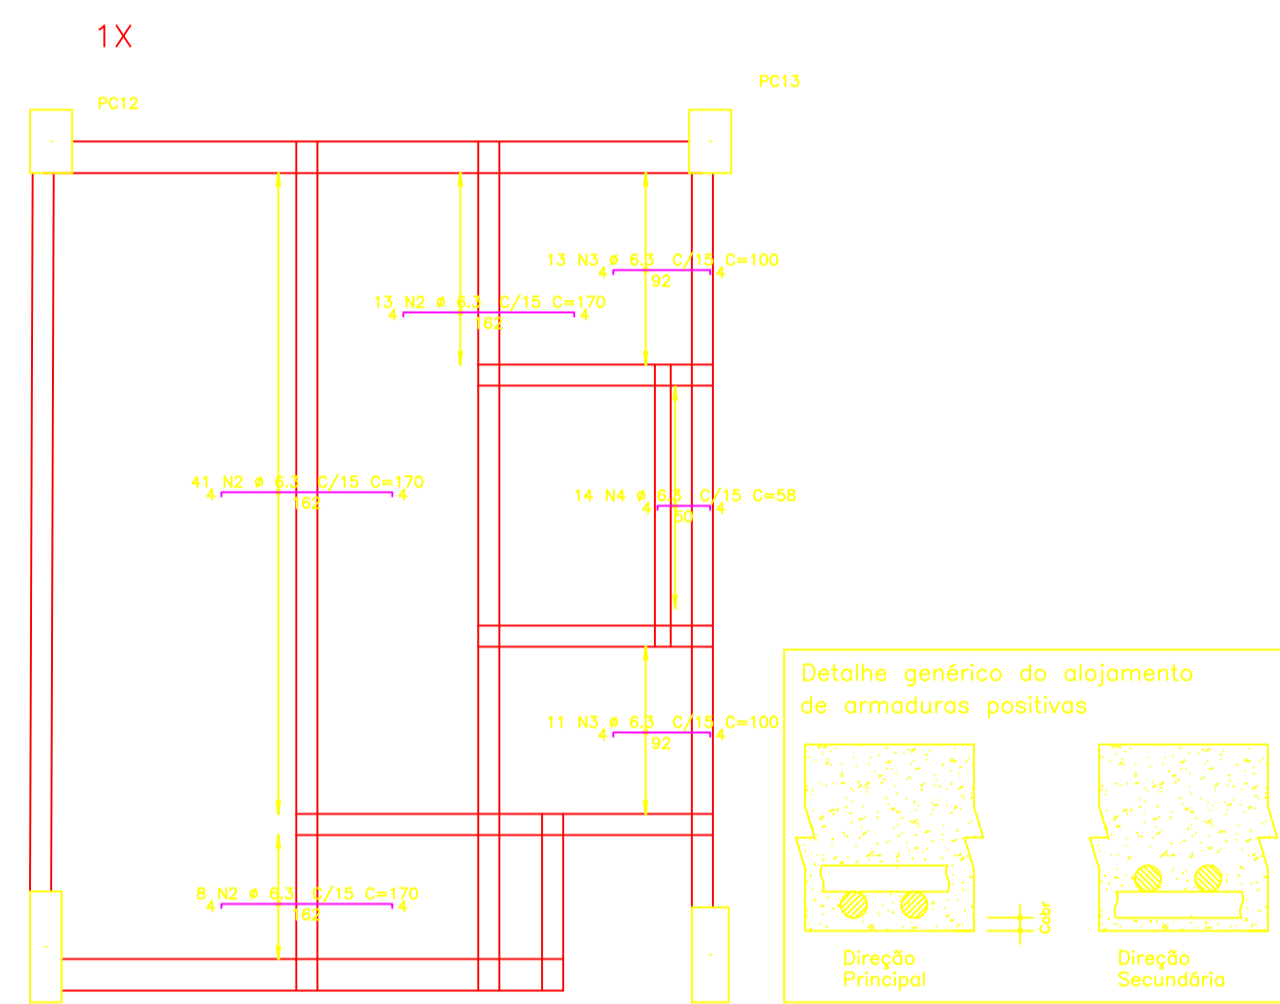 1X
PC13
PC12
13 N3 ø 6.3 C/15 C=100
4 4
92
13 N2 ø 6.3 C/15 C=170
4 4
162
41 N2 ø 6.3 C/15 C=170
4 4
162
14 N4 ø 6.3 C/15 C=58
4 4
50
11 N3 ø 6.3 C/15 C=100
4 4
92
8 N2 ø 6.3 C/15 C=170
4 4
162
Detalhe genérico do alojamento
de armaduras positivas
Cobr
Direção
Principal
Direção
Secundária